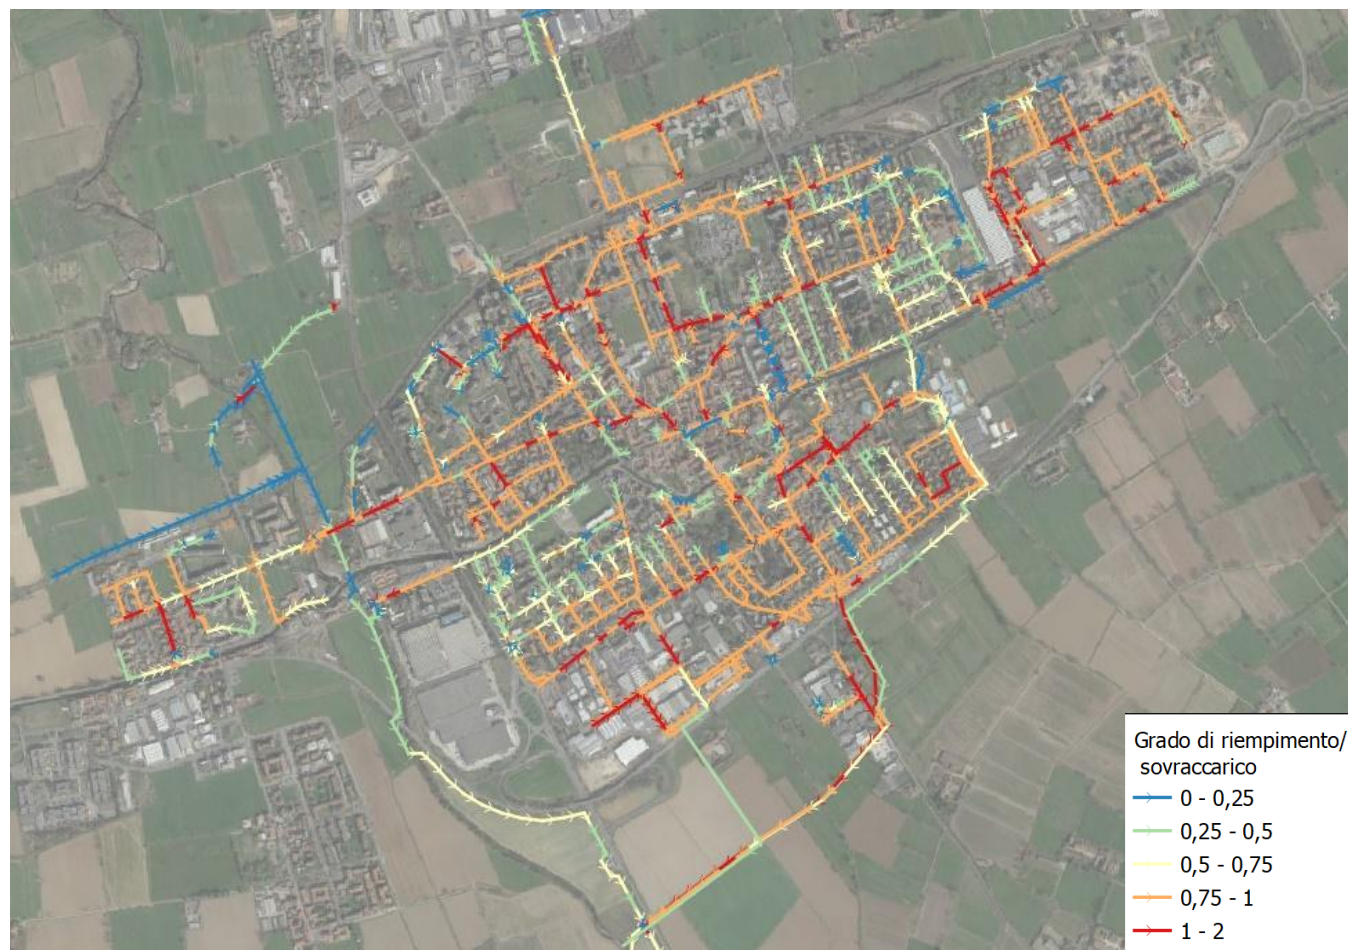 Grado di riempimento/
sovraccarico
0 - 0,25
0,25 - 0,5
0,5 - 0,75
0,75 - 1
1 - 2